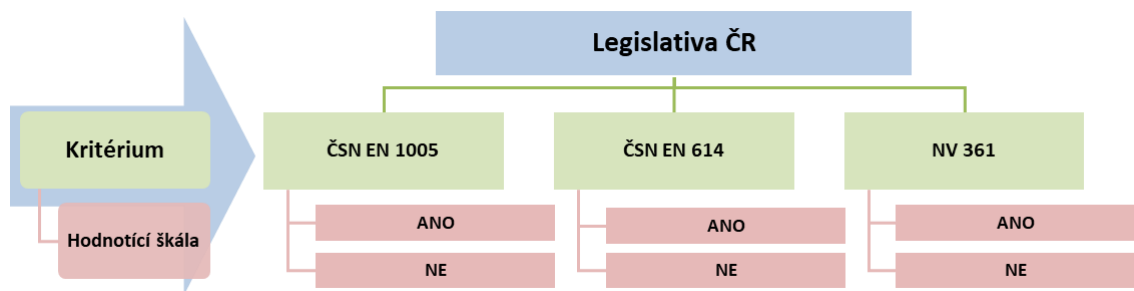 Legislativa ČR
Kritérium
ČSN EN 1005
ČSN EN 614
NV 361
Hodnotící škála
ANO
ANO
ANO
NE
NE
NE